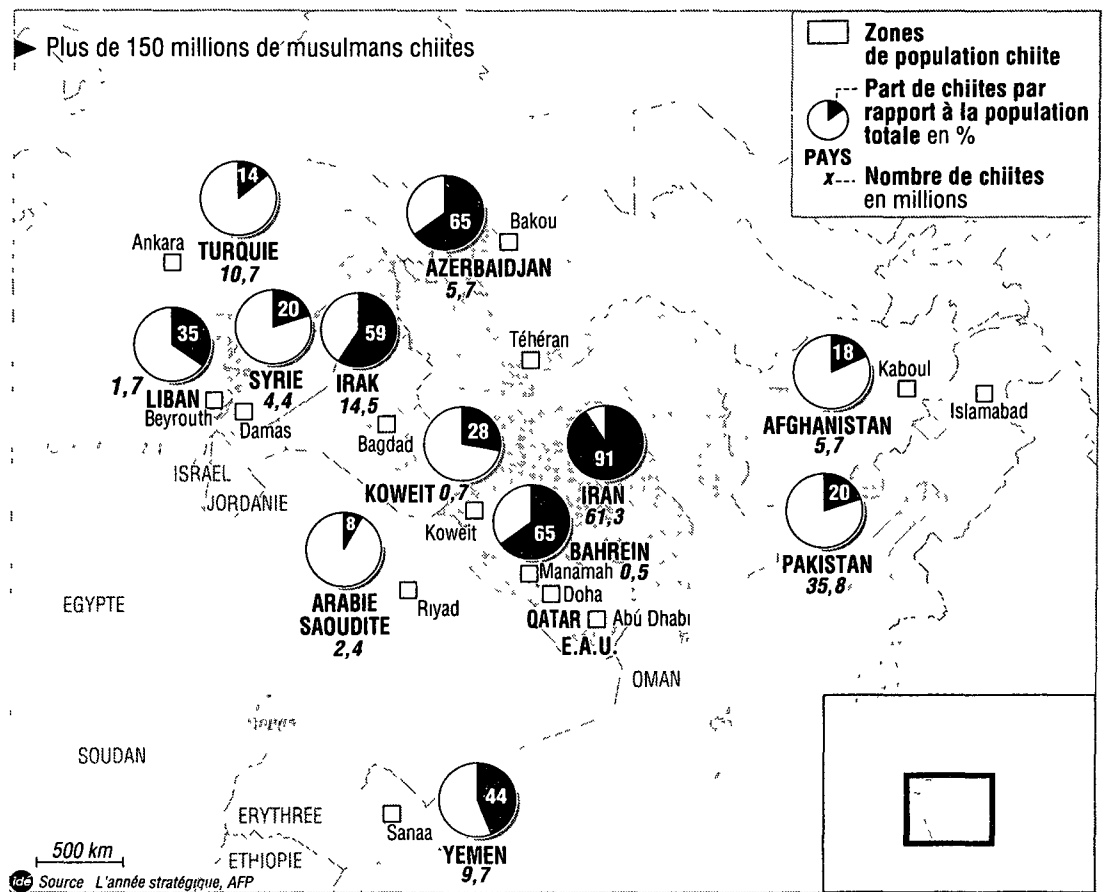 ► Plus de 150 millions de musulmans chiites
Zones
de population chiite
Part de chiites par
rapport à la population
totale en %
PAYS
x
Nombre de chiites
en millions
14
TURQUIE
10,7
Ankara
65
Bakou
AZERBAIDJAN
5,7
35
1,7
LIBAN
Beyrouth
20
SYRIE
4,4
Damas
59
IRAK
14,5
Bagdad
Téhéran
18
Kaboul
AFGHANISTAN
5,7
Islamabad
ISRAEL
JORDANIE
28
KOWEIT 0,7
Koweit
91
IRAN
61,3
65
BAHREIN
Manamah 0,5
Doha
QATAR
Abú Dhabi
E.A.U.
20
PAKISTAN
35,8
8
ARABIE
SAOUDITE
2,4
Riyad
EGYPTE
OMAN
SOUDAN
ERYTHREE
ETHIOPIE
Sanaa
44
YEMEN
9,7
500 km
idé Source L'année stratégique, AFP